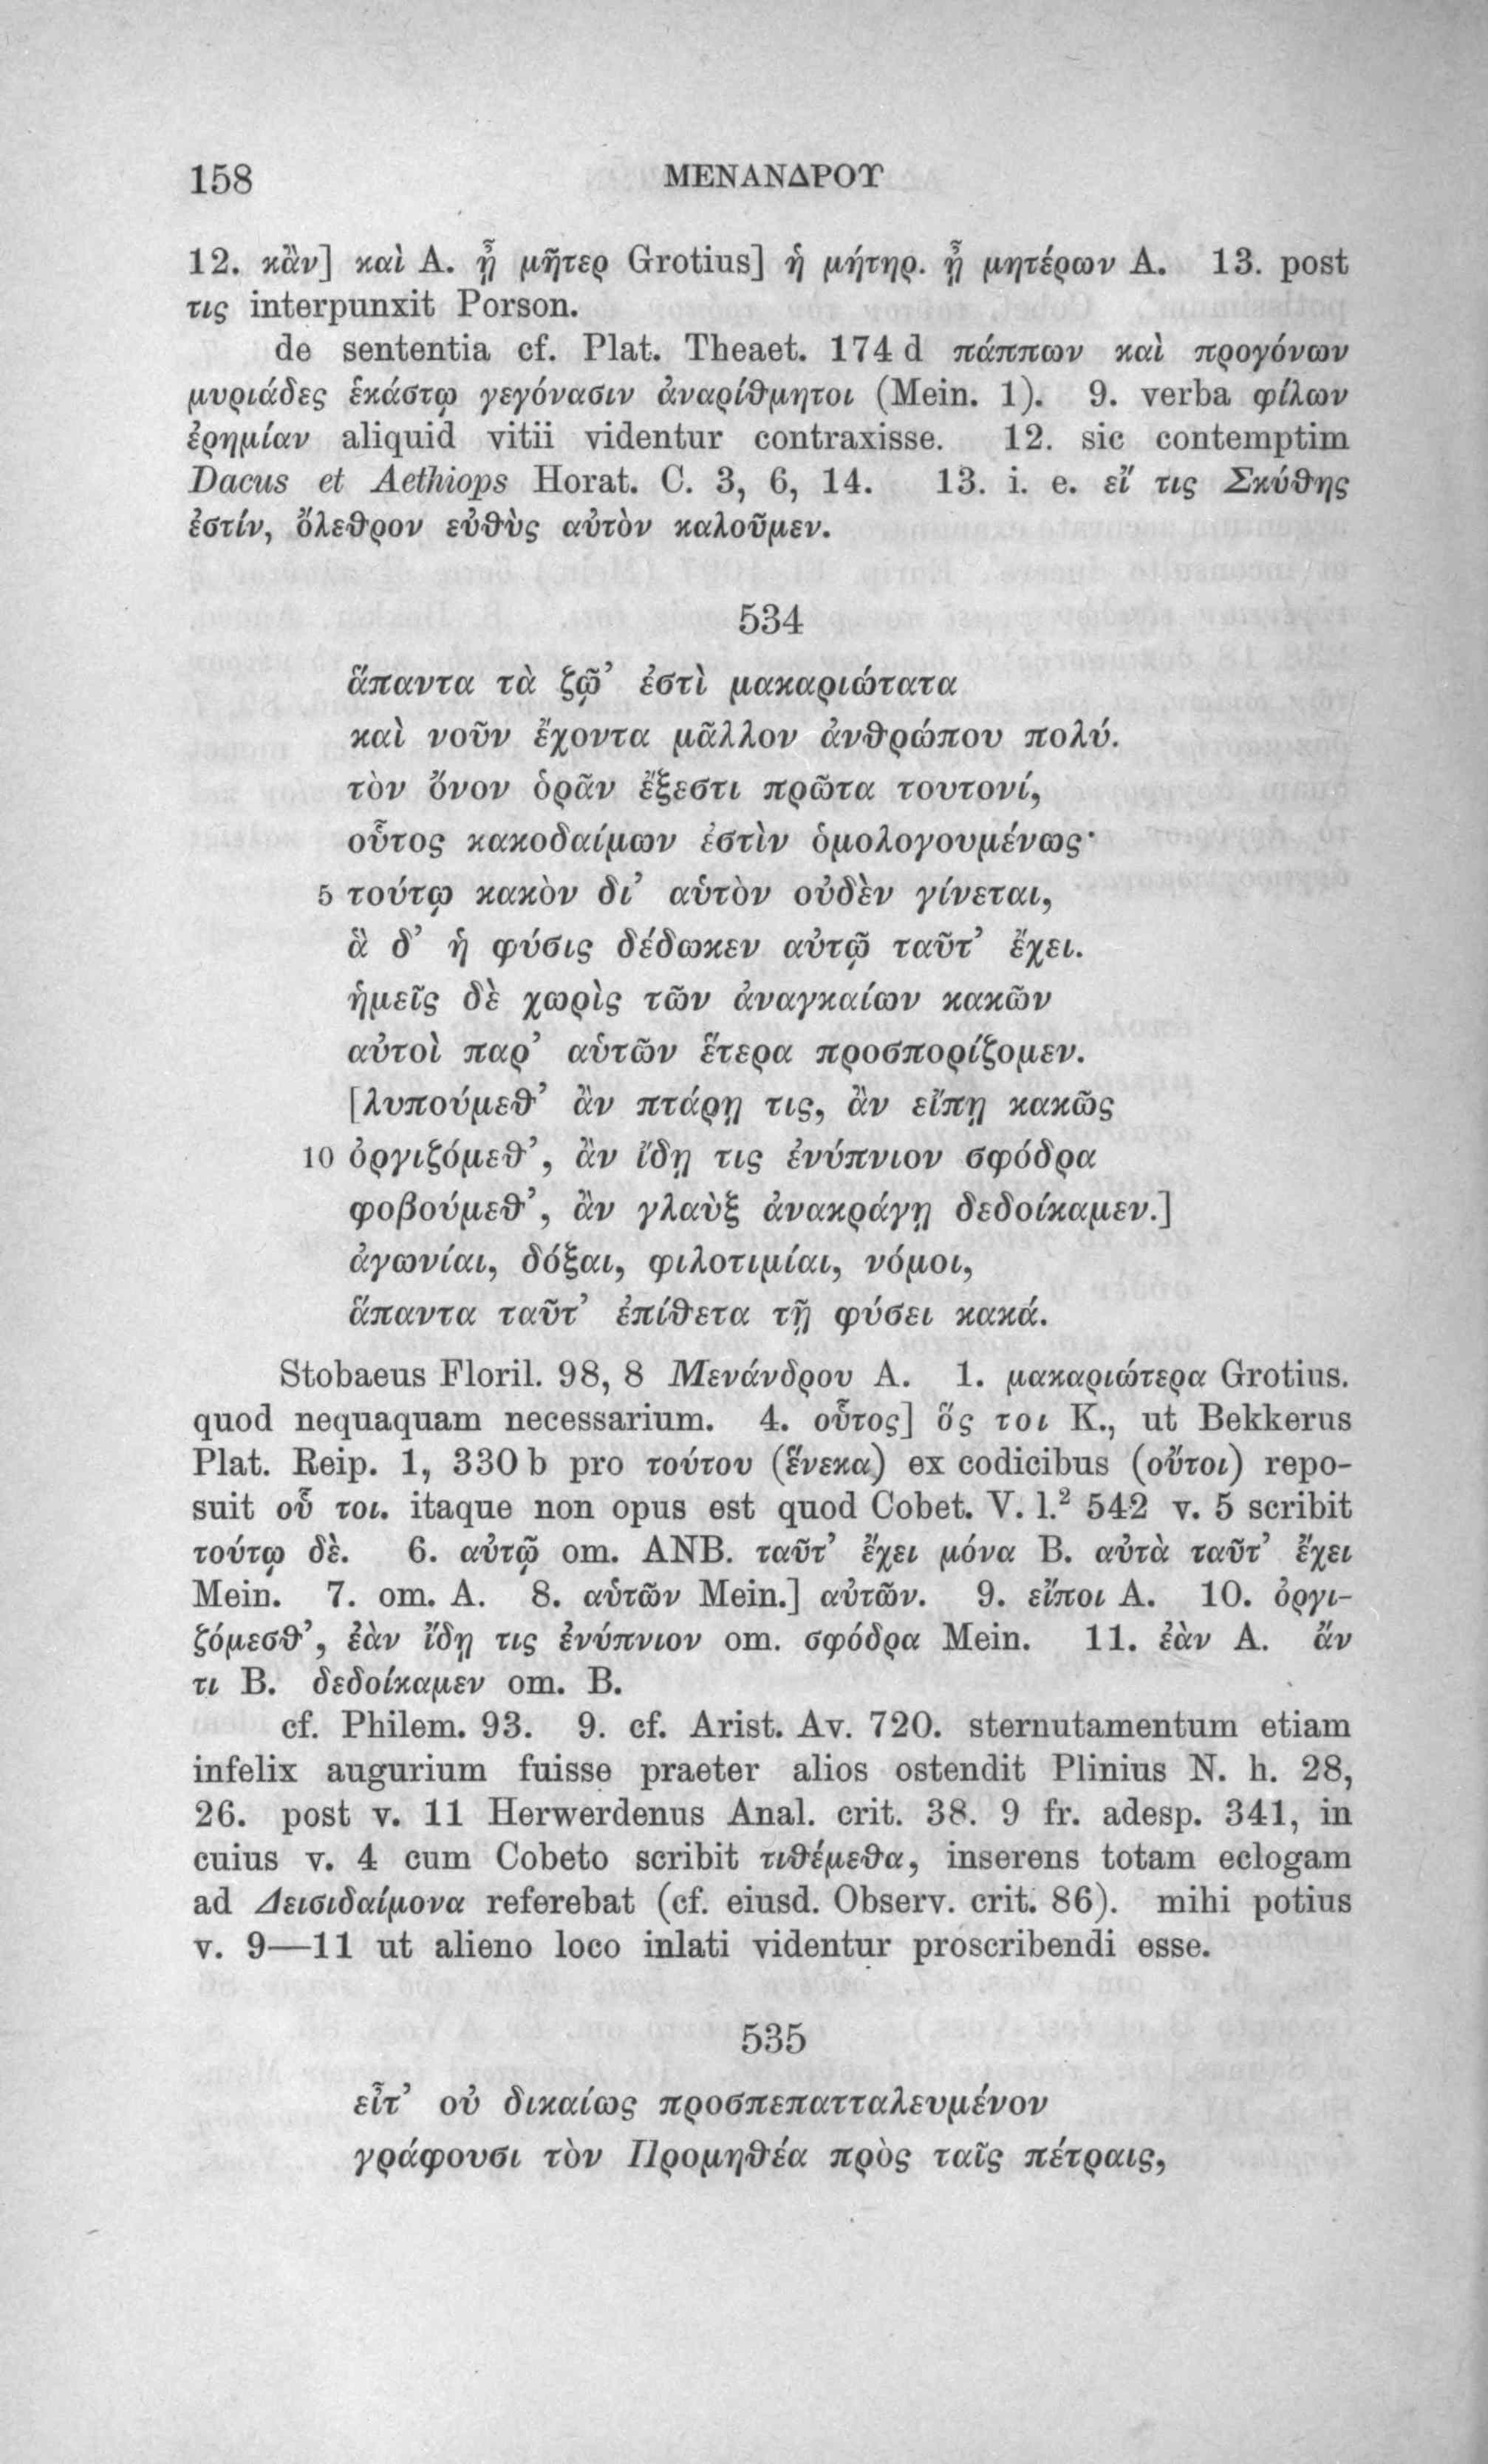 158 ΜΕΝΑΝΔΡΟΥ
12. κἂν] καὶ A. ᾖ μῆτερ Grotius] ἡ μήτηρ. ᾖ μητέρων A. 13. post
τις interpunxit Porson.
de sententia cf. Plat. Theaet. 174 d πάππων καὶ προγόνων
μυριάδες ἑκάστῳ γεγόνασιν ἀναρίθμητοι (Mein. 1). 9. verba φίλων
ἐρημίαν aliquid vitii videntur contraxisse. 12. sic contemptim
Dacus et Aethiops Horat. C. 3, 6, 14. 13. i. e. εἴ τις Σκύθης
ἐστίν, ὄλεθρον εὐθὺς αὐτὸν καλοῦμεν.
534
ἅπαντα τὰ ζῷ’ ἐστὶ μακαριώτατα
καὶ νοῦν ἔχοντα μᾶλλον ἀνθρώπου πολύ.
τὸν ὄνον ὁρᾶν ἔξεστι πρῶτα τουτονί,
οὗτος κακοδαίμων ἐστὶν ὁμολογουμένως·
5 τούτῳ κακὸν δι’ αὑτὸν οὐδὲν γίνεται,
ἃ δ’ ἡ φύσις δέδωκεν αὐτῷ ταῦτ’ ἔχει.
ἡμεῖς δὲ χωρὶς τῶν ἀναγκαίων κακῶν
αὐτοὶ παρ’ αὑτῶν ἕτερα προσπορίζομεν.
[λυπούμεθ’ ἂν πτάρῃ τις, ἂν εἴπῃ κακῶς
10 ὀργιζόμεθ’, ἂν ἴδῃ τις ἐνύπνιον σφόδρα
φοβούμεθ’, ἂν γλαὺξ ἀνακράγῃ δεδοίκαμεν.]
ἀγωνίαι, δόξαι, φιλοτιμίαι, νόμοι,
ἅπαντα ταῦτ’ ἐπίθετα τῇ φύσει κακά.
Stobaeus Floril. 98, 8 Μενάνδρου A. 1. μακαριώτερα Grotius.
quod nequaquam necessarium. 4. οὗτος] ὅς τοι K., ut Bekkerus
Plat. Reip. 1, 330 b pro τούτου (ἕνεκα) ex codicibus (οὔτοι) repo-
suit οὗ τοι. itaque non opus est quod Cobet. V. l.² 542 v. 5 scribit
τούτῳ δὲ. 6. αὐτῷ om. ANB. ταῦτ’ ἔχει μόνα B. αὐτὰ ταῦτ’ ἔχει
Mein. 7. om. A. 8. αὑτῶν Mein.] αὐτῶν. 9. εἴποι A. 10. ὀργι-
ζόμεσθ’, ἐὰν ἴδῃ τις ἐνύπνιον om. σφόδρα Mein. 11. ἐὰν A. ἄν
τι B. δεδοίκαμεν om. B.
cf. Philem. 93. 9. cf. Arist. Av. 720. sternutamentum etiam
infelix augurium fuisse praeter alios ostendit Plinius N. h. 28,
26. post v. 11 Herwerdenus Anal. crit. 38. 9 fr. adesp. 341, in
cuius v. 4 cum Cobeto scribit τιθέμεθα, inserens totam eclogam
ad Δεισιδαίμονα referebat (cf. eiusd. Observ. crit. 86). mihi potius
v. 9—11 ut alieno loco inlati videntur proscribendi esse.
535
εἶτ’ οὐ δικαίως προσπεπατταλευμένον
γράφουσι τὸν Προμηθέα πρὸς ταῖς πέτραις,